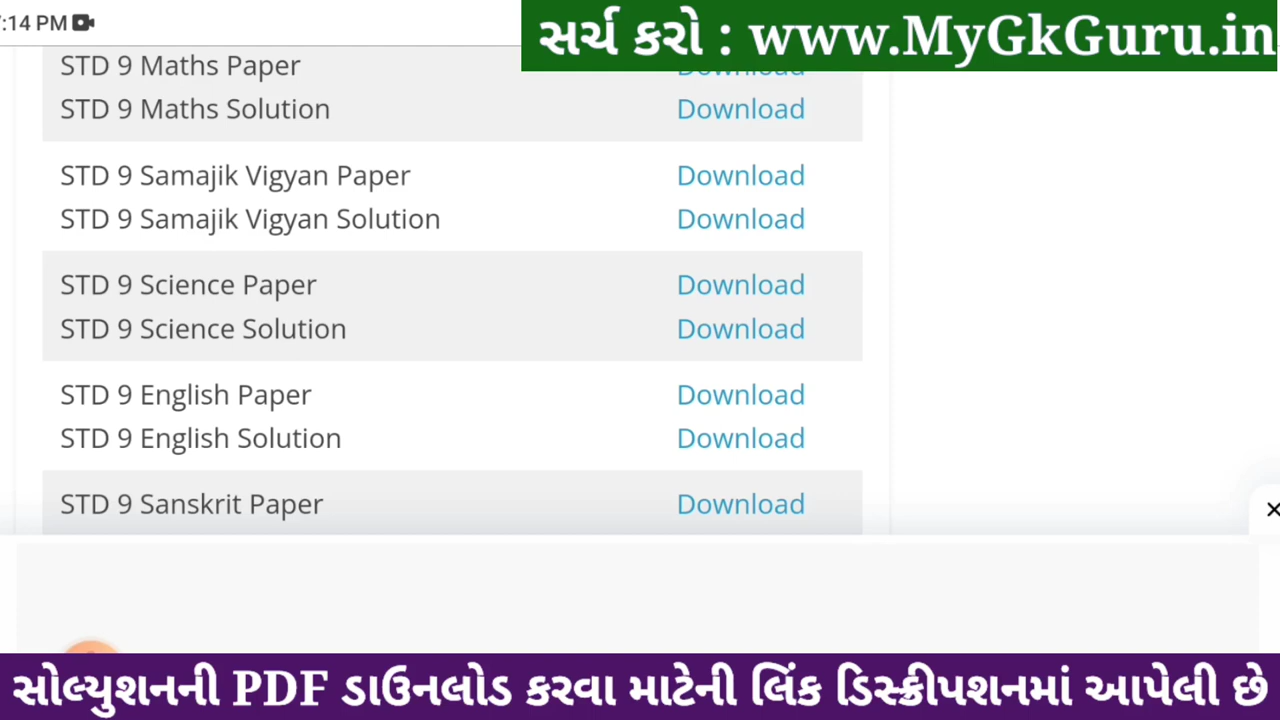 :14 PM
સર્ચ કરો : www.MyGkGuru.in
STD 9 Maths Paper Download
STD 9 Maths Solution Download
STD 9 Samajik Vigyan Paper Download
STD 9 Samajik Vigyan Solution Download
STD 9 Science Paper Download
STD 9 Science Solution Download
STD 9 English Paper Download
STD 9 English Solution Download
STD 9 Sanskrit Paper Download
સોલ્યુશનની PDF ડાઉનલોડ કરવા માટેની લિંક ડિસ્ક્રીપશનમાં આપેલી છે